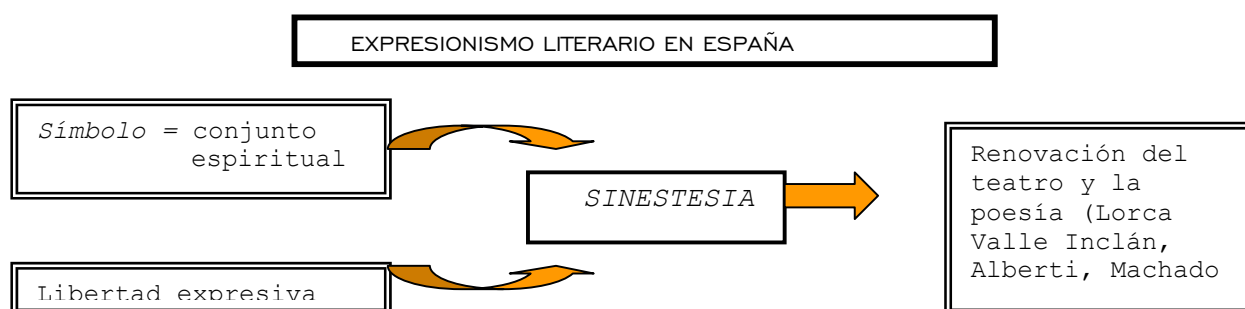 EXPRESIONISMO LITERARIO EN ESPAÑA
Símbolo = conjunto
espiritual
SINESTESIA
Libertad expresiva
Renovación del
teatro y la
poesía (Lorca
Valle Inclán,
Alberti, Machado